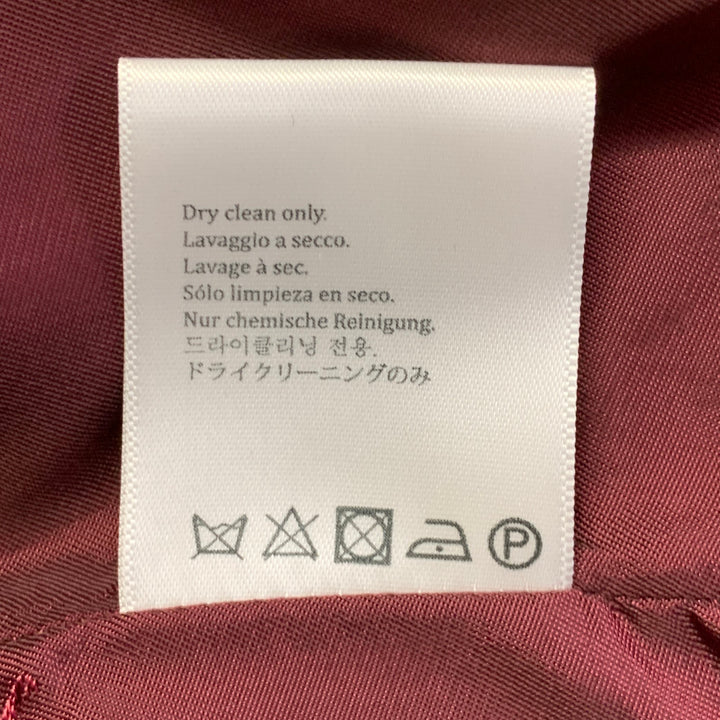 Dry clean only.
Lavaggio a secco.
Lavage à sec.
Sólo limpieza en seco.
Nur chemische Reinigung.
드라이클리닝 전용.
ドライクリーニングのみ
P